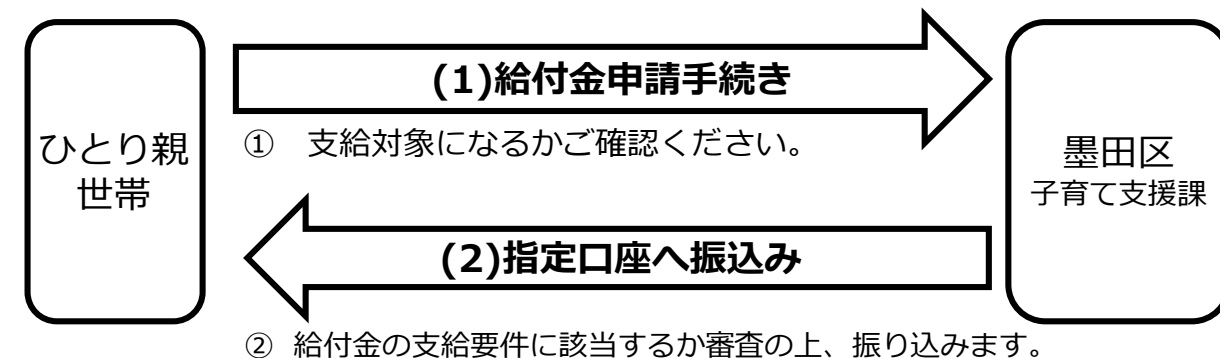 ひとり親
世帯
(1)給付金申請手続き
① 支給対象になるかご確認ください。
(2)指定口座へ振込み
② 給付金の支給要件に該当するか審査の上、振り込みます。
墨田区
子育て支援課